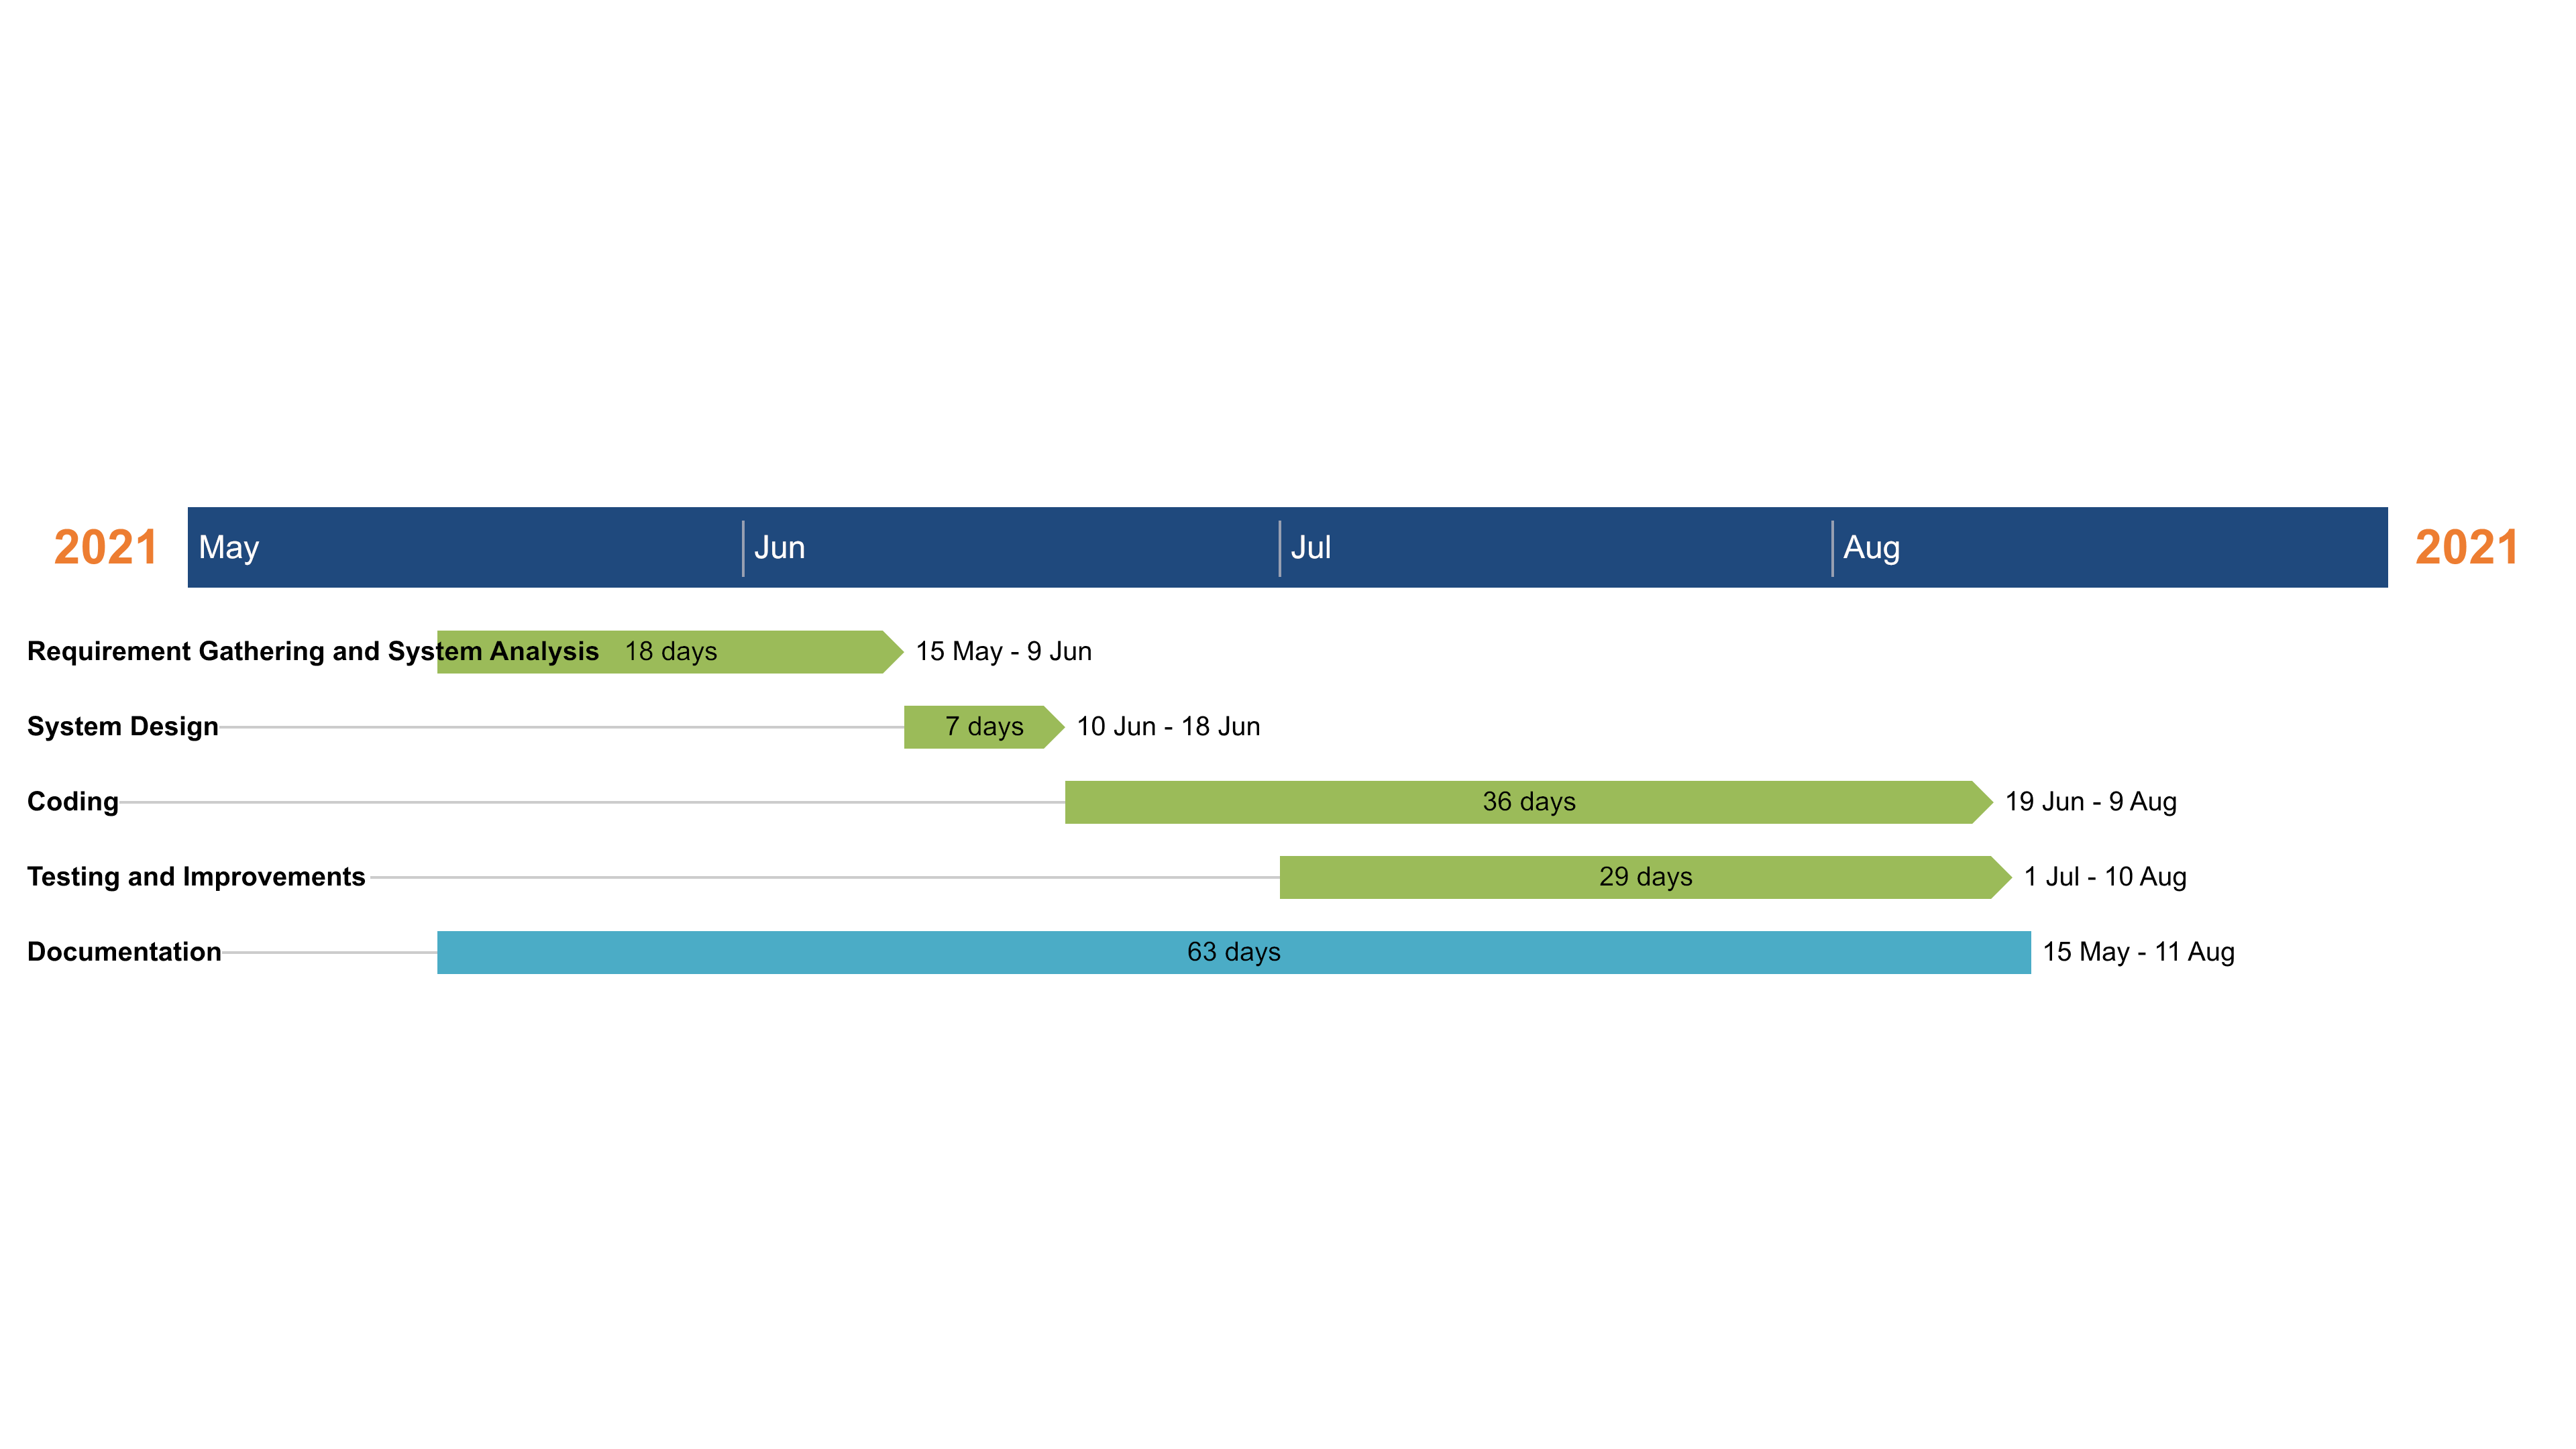 2021 May Jun Jul Aug 2021
Requirement Gathering and System Analysis 18 days 15 May - 9 Jun
System Design 7 days 10 Jun - 18 Jun
Coding 36 days 19 Jun - 9 Aug
Testing and Improvements 29 days 1 Jul - 10 Aug
Documentation 63 days 15 May - 11 Aug